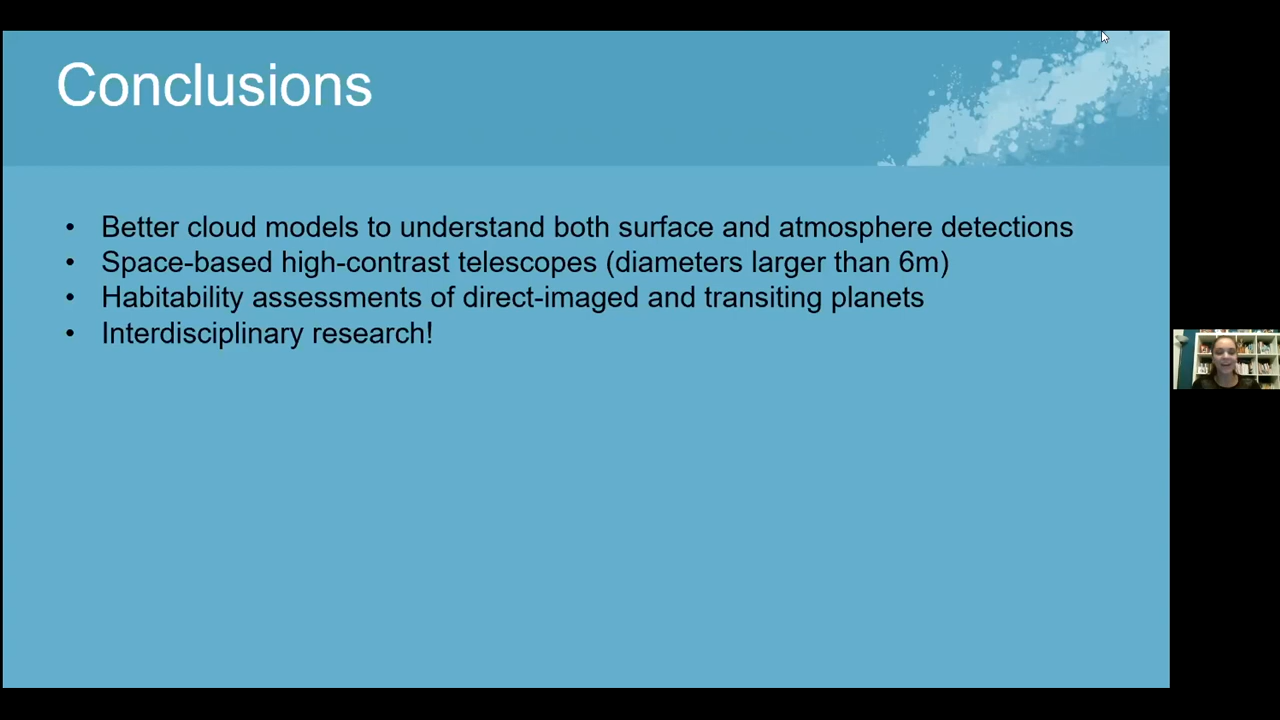 Conclusions
• Better cloud models to understand both surface and atmosphere detections
• Space-based high-contrast telescopes (diameters larger than 6m)
• Habitability assessments of direct-imaged and transiting planets
• Interdisciplinary research!